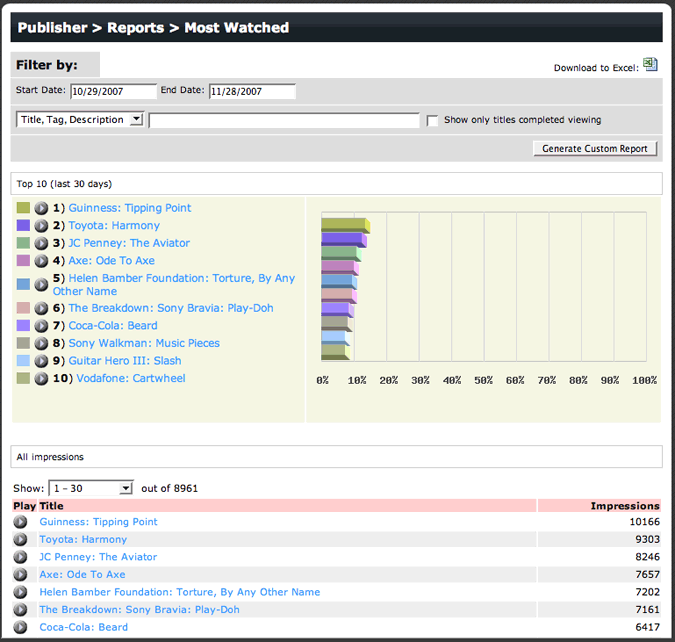 Publisher > Reports > Most Watched
Filter by:
Download to Excel:
Start Date: 10/29/2007 End Date: 11/28/2007
Title, Tag, Description Show only titles completed viewing
Generate Custom Report
Top 10 (last 30 days)
1) Guinness: Tipping Point
2) Toyota: Harmony
3) JC Penney: The Aviator
4) Axe: Ode To Axe
5) Helen Bamber Foundation: Torture, By Any
Other Name
6) The Breakdown: Sony Bravia: Play-Doh
7) Coca-Cola: Beard
8) Sony Walkman: Music Pieces
9) Guitar Hero III: Slash
10) Vodafone: Cartwheel
0% 10% 20% 30% 40% 50% 60% 70% 80% 90% 100%
All impressions
Show: 1 - 30 out of 8961
Play Title Impressions
Guinness: Tipping Point 10166
Toyota: Harmony 9303
JC Penney: The Aviator 8246
Axe: Ode To Axe 7657
Helen Bamber Foundation: Torture, By Any Other Name 7202
The Breakdown: Sony Bravia: Play-Doh 7161
Coca-Cola: Beard 6417